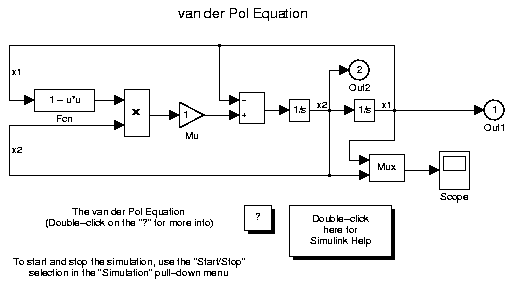 van der Pol Equation
x1
1 - u*u
Fcn
x2
x
1
Mu
−
+
1/s
x2
2
Out2
1/s
x1
1
Out1
Mux
Scope
The van der Pol Equation
(Double-click on the "?" for more info)
?
Double-click
here for
Simulink Help
To start and stop the simulation, use the "Start/Stop"
selection in the "Simulation" pull-down menu